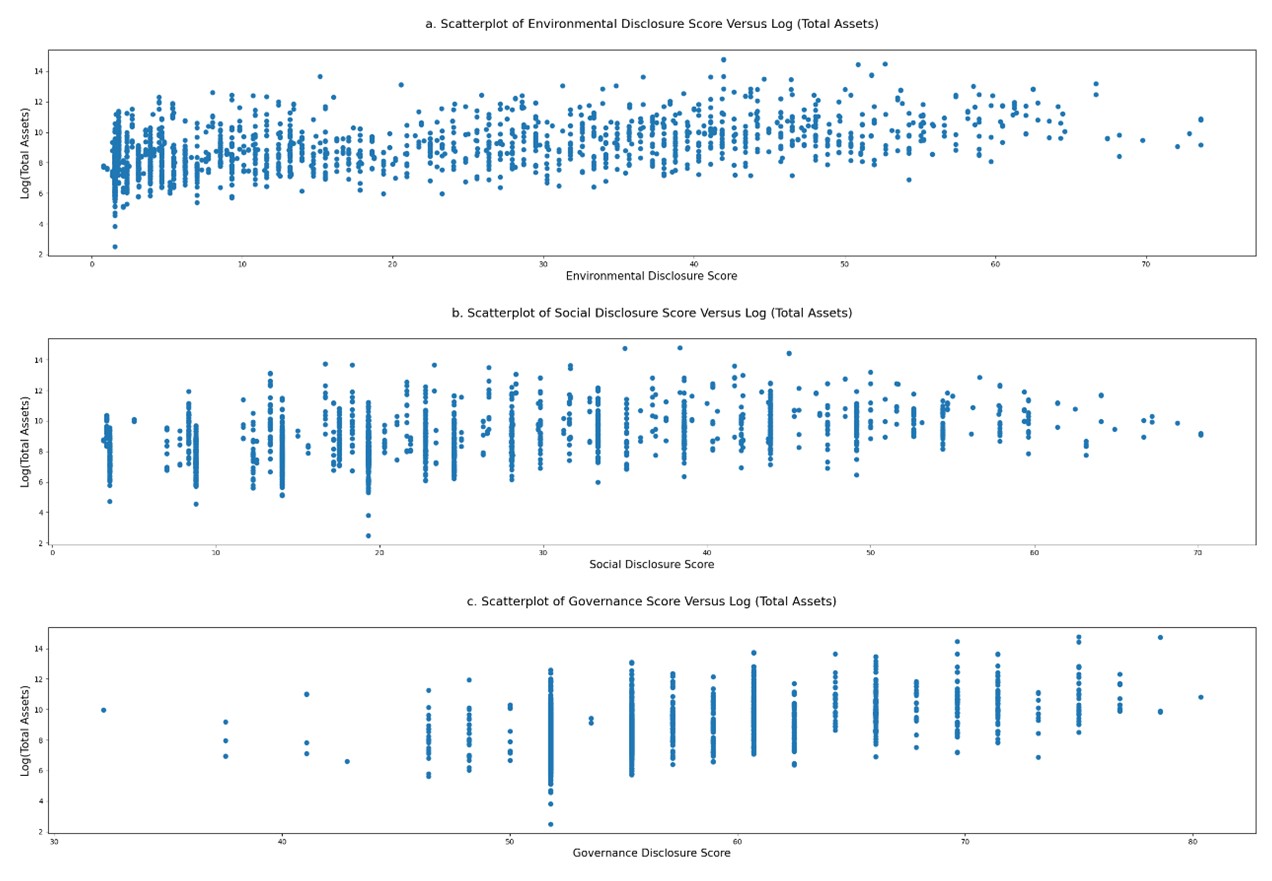 a. Scatterplot of Environmental Disclosure Score Versus Log (Total Assets)
14
12
10
8
6
4
2
Log(Total Assets)
0 10 20 30 40 50 60 70
Environmental Disclosure Score
b. Scatterplot of Social Disclosure Score Versus Log (Total Assets)
14
12
10
8
6
4
2
Log(Total Assets)
0 10 20 30 40 50 60 70
Social Disclosure Score
c. Scatterplot of Governance Score Versus Log (Total Assets)
14
12
10
8
6
4
2
Log(Total Assets)
30 40 50 60 70 80
Governance Disclosure Score